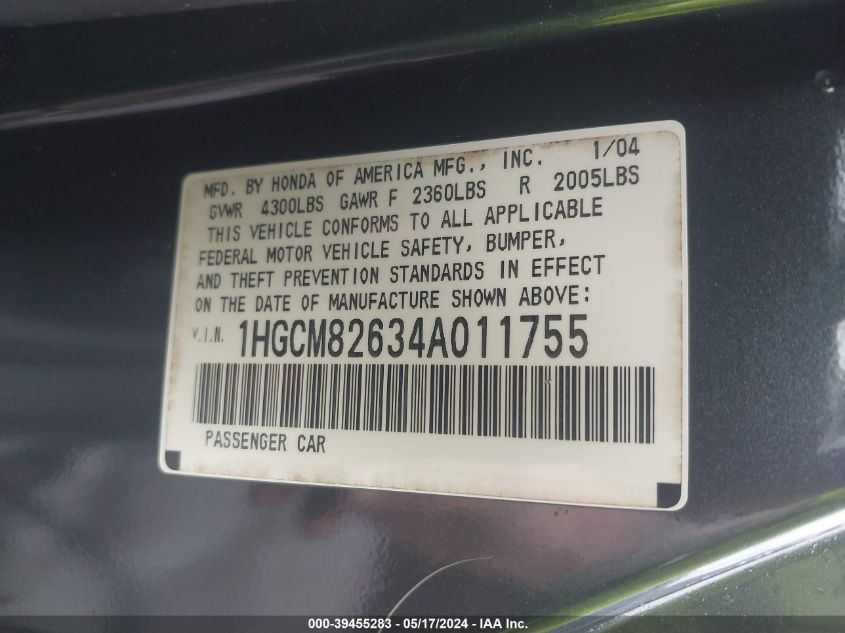 MFD. BY HONDA OF AMERICA MFG., INC. 1/04
GVWR 4300LBS GAWR F 2360LBS R 2005LBS
THIS VEHICLE CONFORMS TO ALL APPLICABLE
FEDERAL MOTOR VEHICLE SAFETY, BUMPER,
AND THEFT PREVENTION STANDARDS IN EFFECT
ON THE DATE OF MANUFACTURE SHOWN ABOVE:
V.I.N. 1HGCM82634A011755
PASSENGER CAR
000-39455283 - 05/17/2024 - IAAI Inc.